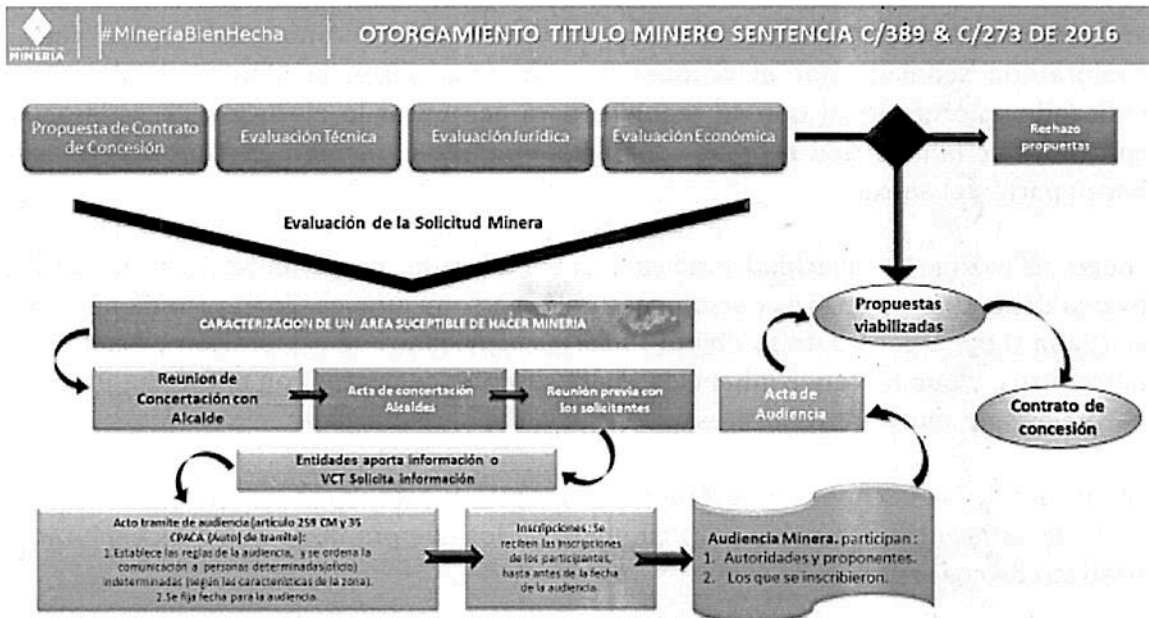 MINERÍA
#MineríaBienHecha
OTORGAMIENTO TITULO MINERO SENTENCIA C/389 & C/273 DE 2016
Propuesta de Contrato
de Concesión
Evaluación Técnica
Evaluación Jurídica
Evaluación Económica
Rechazo
propuestas
Evaluación de la Solicitud Minera
CARACTERIZACION DE UN AREA SUCEPTIBLE DE HACER MINERIA
Propuestas
viabilizadas
Reunion de
Concertación con
Alcalde
Acta de concertación
Alcaldes
Reunión previa con
los solicitantes
Acta de
Audiencia
Contrato de
concesión
Entidades aporta información o
VCT Solicita información
Acto tramite de audiencia (artículo 259 CM y 35
CPACA (Auto] de tramite):
1.Establece las reglas de la audiencia, y se ordena la
comunicación a personas determinadas(oficio)
indeterminadas (según las características de la zona).
2.Se fija fecha para la audiencia.
Inscripciones: Se
reciben las inscripciones
de los participantes,
hasta antes de la fecha
de la audiencia.
Audiencia Minera. participan:
1. Autoridades y proponentes.
2. Los que se inscribieron.